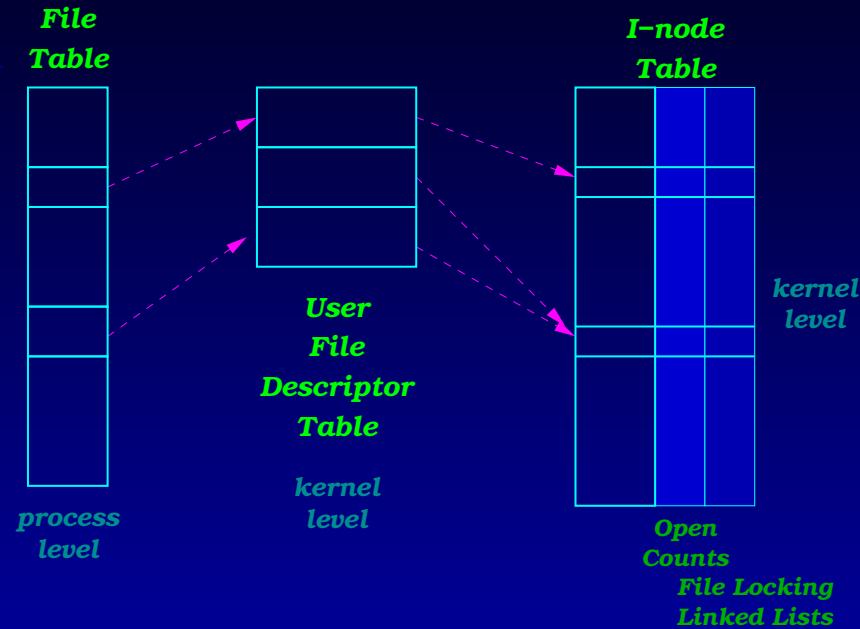 File
Table
I-node
Table
User
File
Descriptor
Table
kernel
level
process
level
kernel
level
Open
Counts
File Locking
Linked Lists